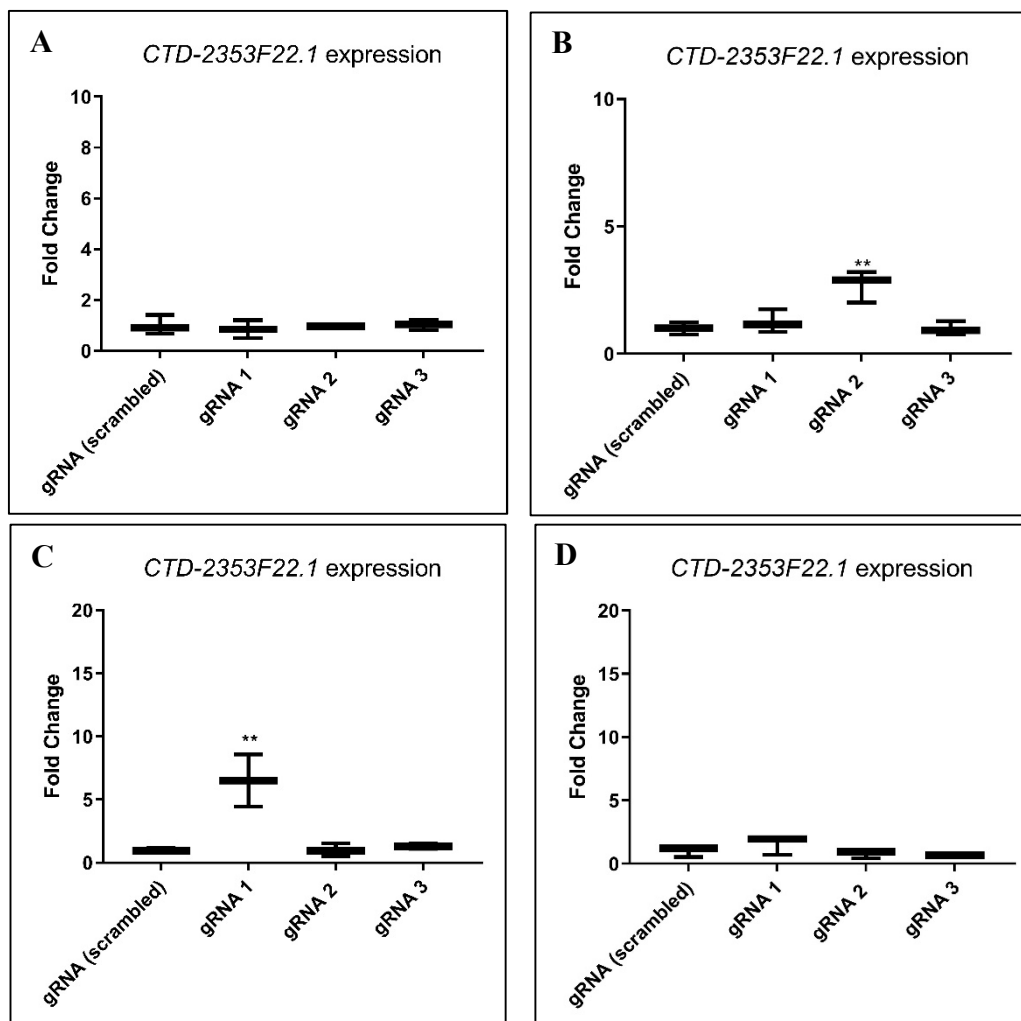 A
CTD-2353F22.1 expression
Fold Change
10
8
6
4
2
0
gRNA (scrambled)
gRNA 1
gRNA 2
gRNA 3
B
CTD-2353F22.1 expression
Fold Change
10
5
0
**
gRNA (scrambled)
gRNA 1
gRNA 2
gRNA 3
C
CTD-2353F22.1 expression
Fold Change
20
15
10
5
0
**
gRNA (scrambled)
gRNA 1
gRNA 2
gRNA 3
D
CTD-2353F22.1 expression
Fold Change
20
15
10
5
0
gRNA (scrambled)
gRNA 1
gRNA 2
gRNA 3